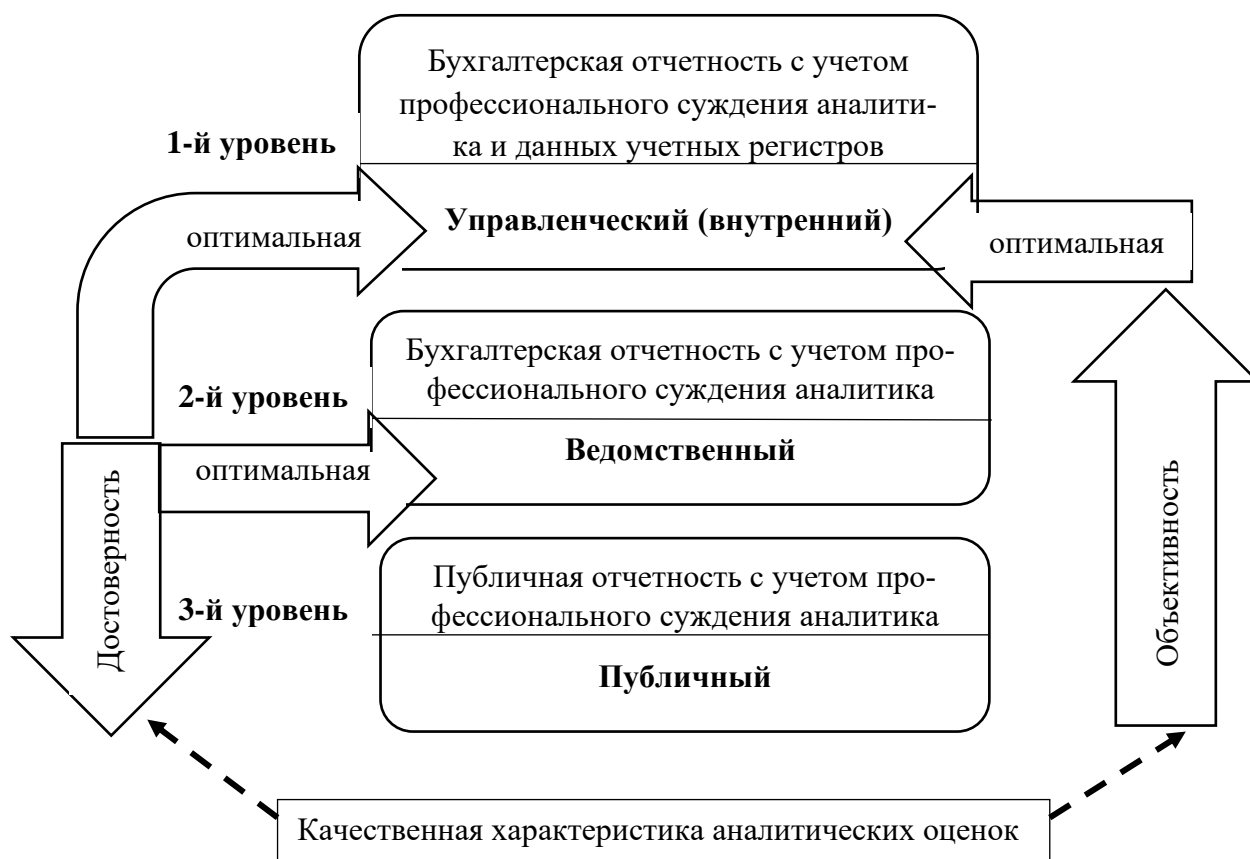 Бухгалтерская отчетность с учетом
профессионального суждения аналити-
ка и данных учетных регистров
1-й уровень
Управленческий (внутренний)
оптимальная
оптимальная
Бухгалтерская отчетность с учетом про-
фессионального суждения аналитика
2-й уровень
Ведомственный
оптимальная
Достоверность
Объективность
Публичная отчетность с учетом про-
фессионального суждения аналитика
3-й уровень
Публичный
Качественная характеристика аналитических оценок